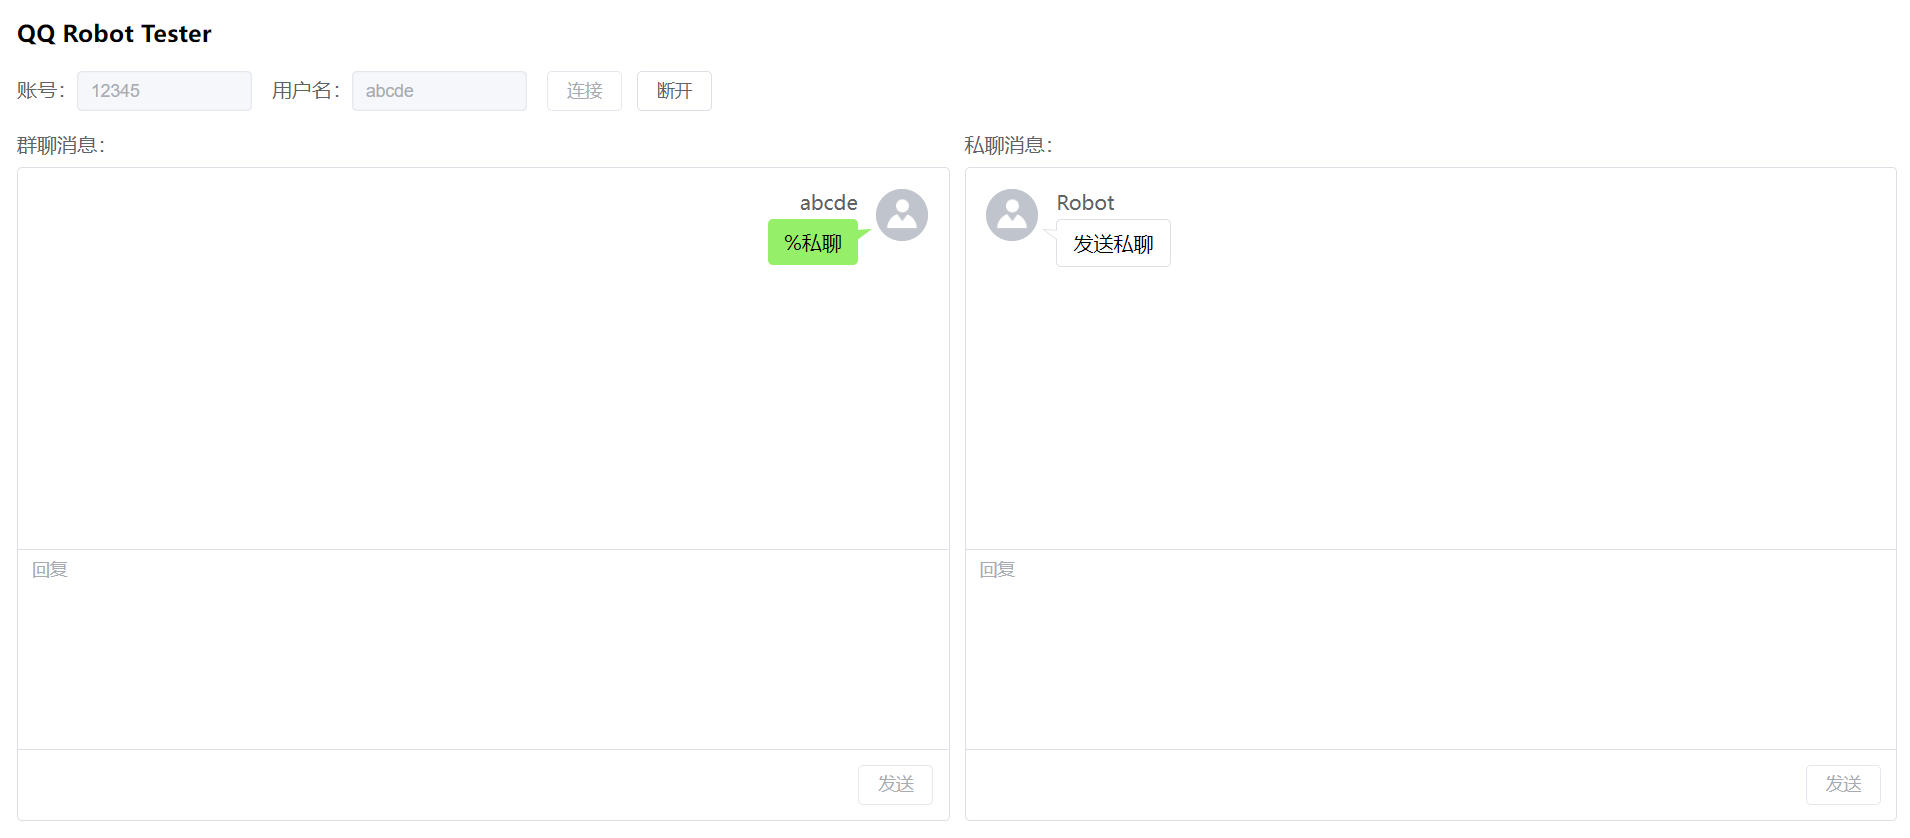 QQ Robot Tester
账号： 12345 用户名： abcde 连接 断开
群聊消息：
abcde
%私聊
回复
发送
私聊消息：
Robot
发送私聊
回复
发送